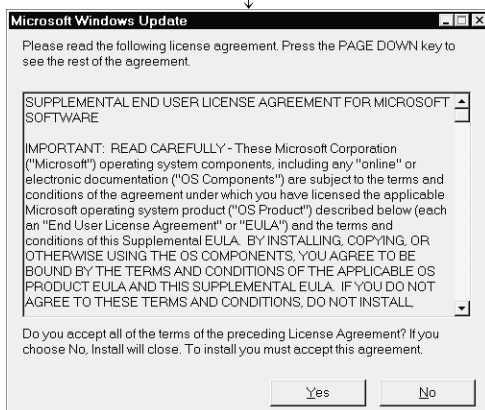 Microsoft Windows Update
Please read the following license agreement. Press the PAGE DOWN key to
see the rest of the agreement.
SUPPLEMENTAL END USER LICENSE AGREEMENT FOR MICROSOFT
SOFTWARE
IMPORTANT: READ CAREFULLY - These Microsoft Corporation
("Microsoft") operating system components, including any "online" or
electronic documentation ("OS Components") are subject to the terms and
conditions of the agreement under which you have licensed the applicable
Microsoft operating system product ("OS Product") described below (each
an "End User License Agreement" or "EULA") and the terms and
conditions of this Supplemental EULA. BY INSTALLING, COPYING, OR
OTHERWISE USING THE OS COMPONENTS, YOU AGREE TO BE
BOUND BY THE TERMS AND CONDITIONS OF THE APPLICABLE OS
PRODUCT EULA AND THIS SUPPLEMENTAL EULA. IF YOU DO NOT
AGREE TO THESE TERMS AND CONDITIONS, DO NOT INSTALL,
Do you accept all of the terms of the preceding License Agreement? If you
choose No, Install will close. To install you must accept this agreement.
Yes No